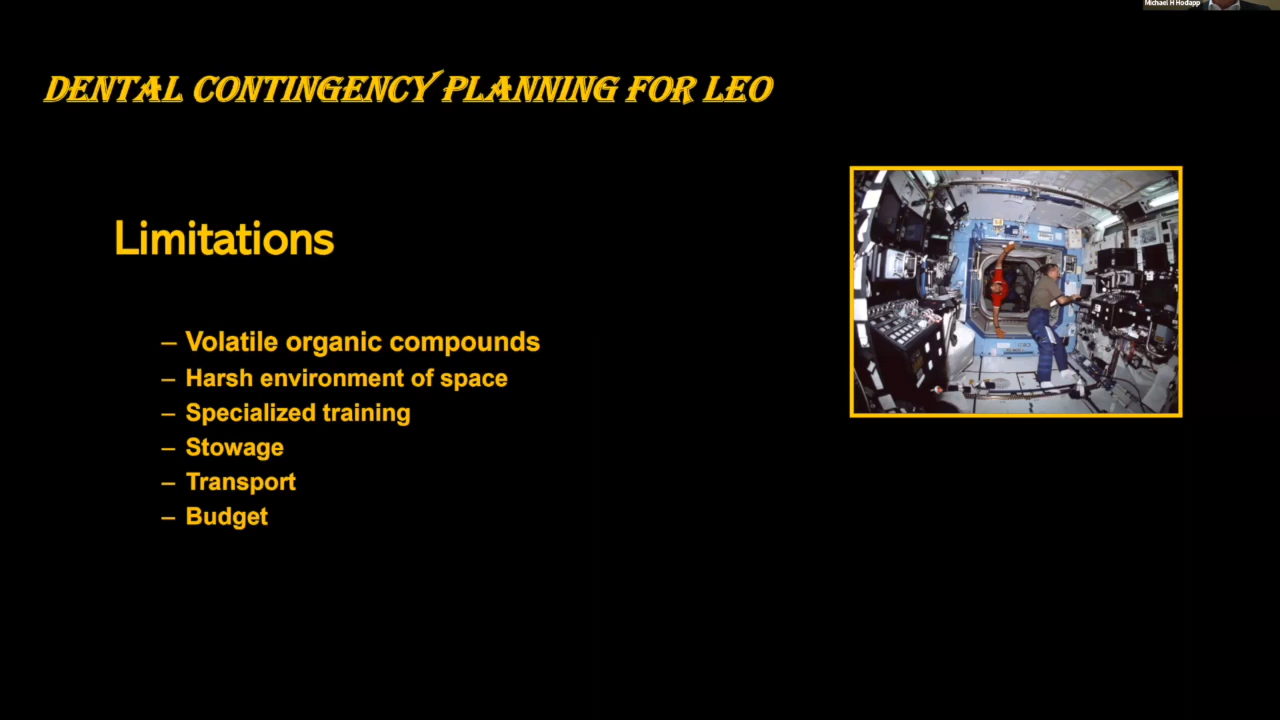 Michael H Hodapp
DENTAL CONTINGENCY PLANNING FOR LEO
Limitations
– Volatile organic compounds
– Harsh environment of space
– Specialized training
– Stowage
– Transport
– Budget